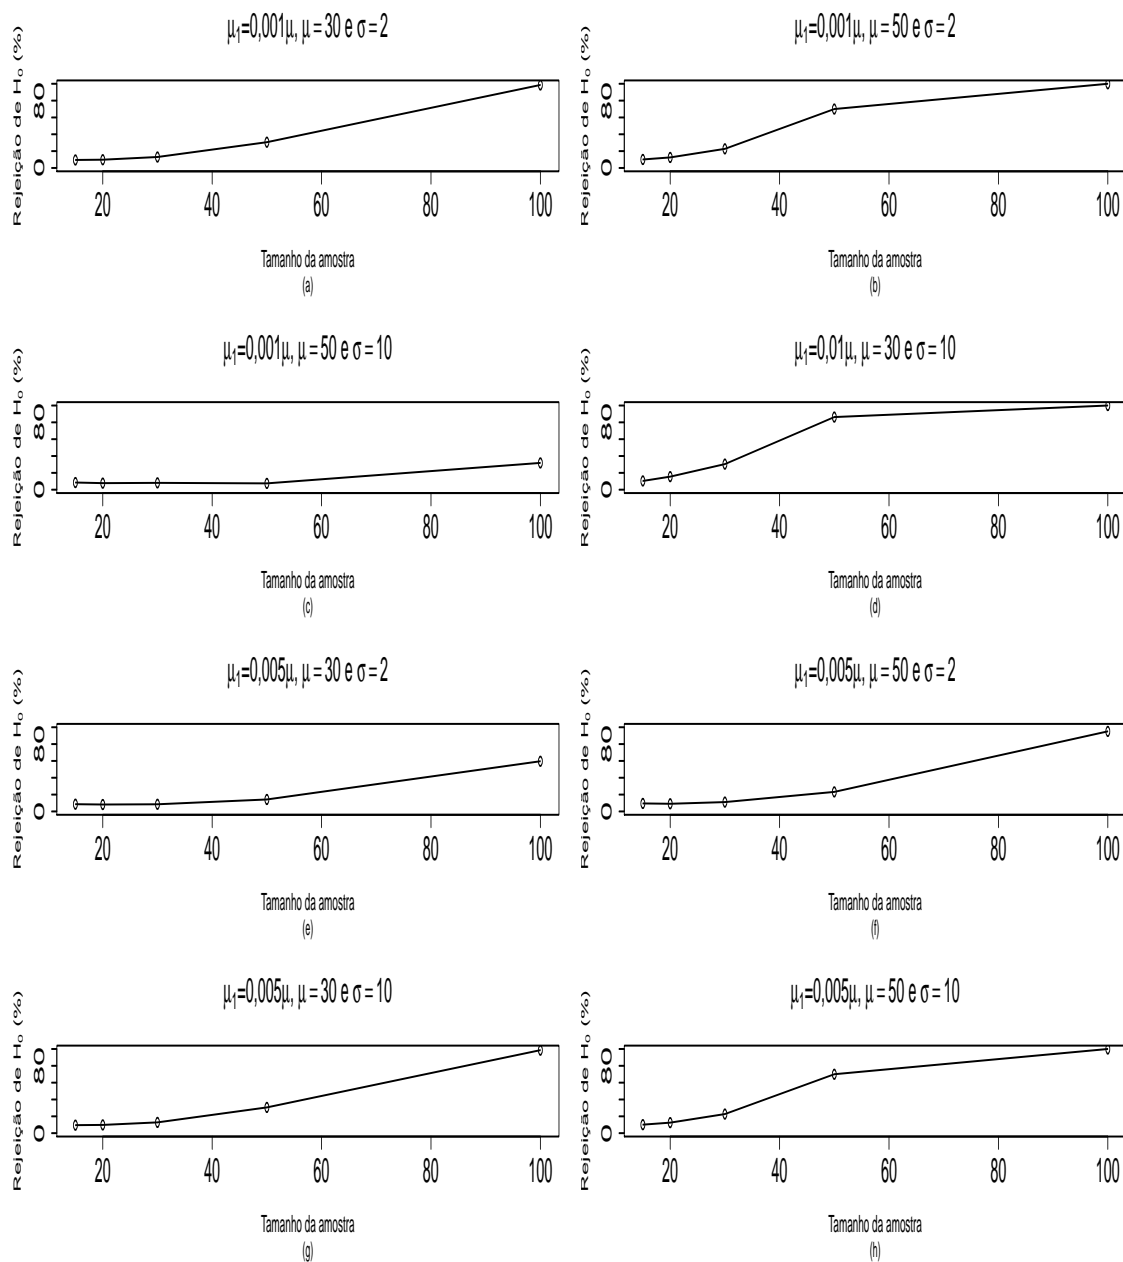 μ₁=0,001μ, μ = 30 e σ = 2
Rejeição de H₀ (%)
80
0
20 40 60 80 100
Tamanho da amostra
(a)
μ₁=0,001μ, μ = 50 e σ = 2
Rejeição de H₀ (%)
80
0
20 40 60 80 100
Tamanho da amostra
(b)
μ₁=0,001μ, μ = 50 e σ = 10
Rejeição de H₀ (%)
80
0
20 40 60 80 100
Tamanho da amostra
(c)
μ₁=0,01μ, μ = 30 e σ = 10
Rejeição de H₀ (%)
80
0
20 40 60 80 100
Tamanho da amostra
(d)
μ₁=0,005μ, μ = 30 e σ = 2
Rejeição de H₀ (%)
80
0
20 40 60 80 100
Tamanho da amostra
(e)
μ₁=0,005μ, μ = 50 e σ = 2
Rejeição de H₀ (%)
80
0
20 40 60 80 100
Tamanho da amostra
(f)
μ₁=0,005μ, μ = 30 e σ = 10
Rejeição de H₀ (%)
80
0
20 40 60 80 100
Tamanho da amostra
(g)
μ₁=0,005μ, μ = 50 e σ = 10
Rejeição de H₀ (%)
80
0
20 40 60 80 100
Tamanho da amostra
(h)